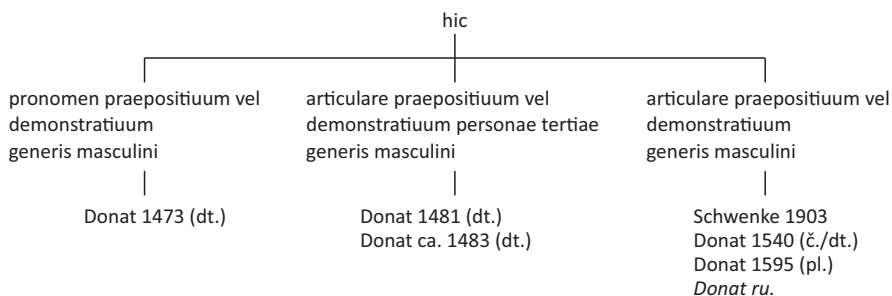 hic
pronomen praepositiuum vel
demonstratiuum
generis masculini
Donat 1473 (dt.)
articulare praepositiuum vel
demonstratiuum personae tertiae
generis masculini
Donat 1481 (dt.)
Donat ca. 1483 (dt.)
articulare praepositiuum vel
demonstratiuum
generis masculini
Schwenke 1903
Donat 1540 (č./dt.)
Donat 1595 (pl.)
Donat ru.